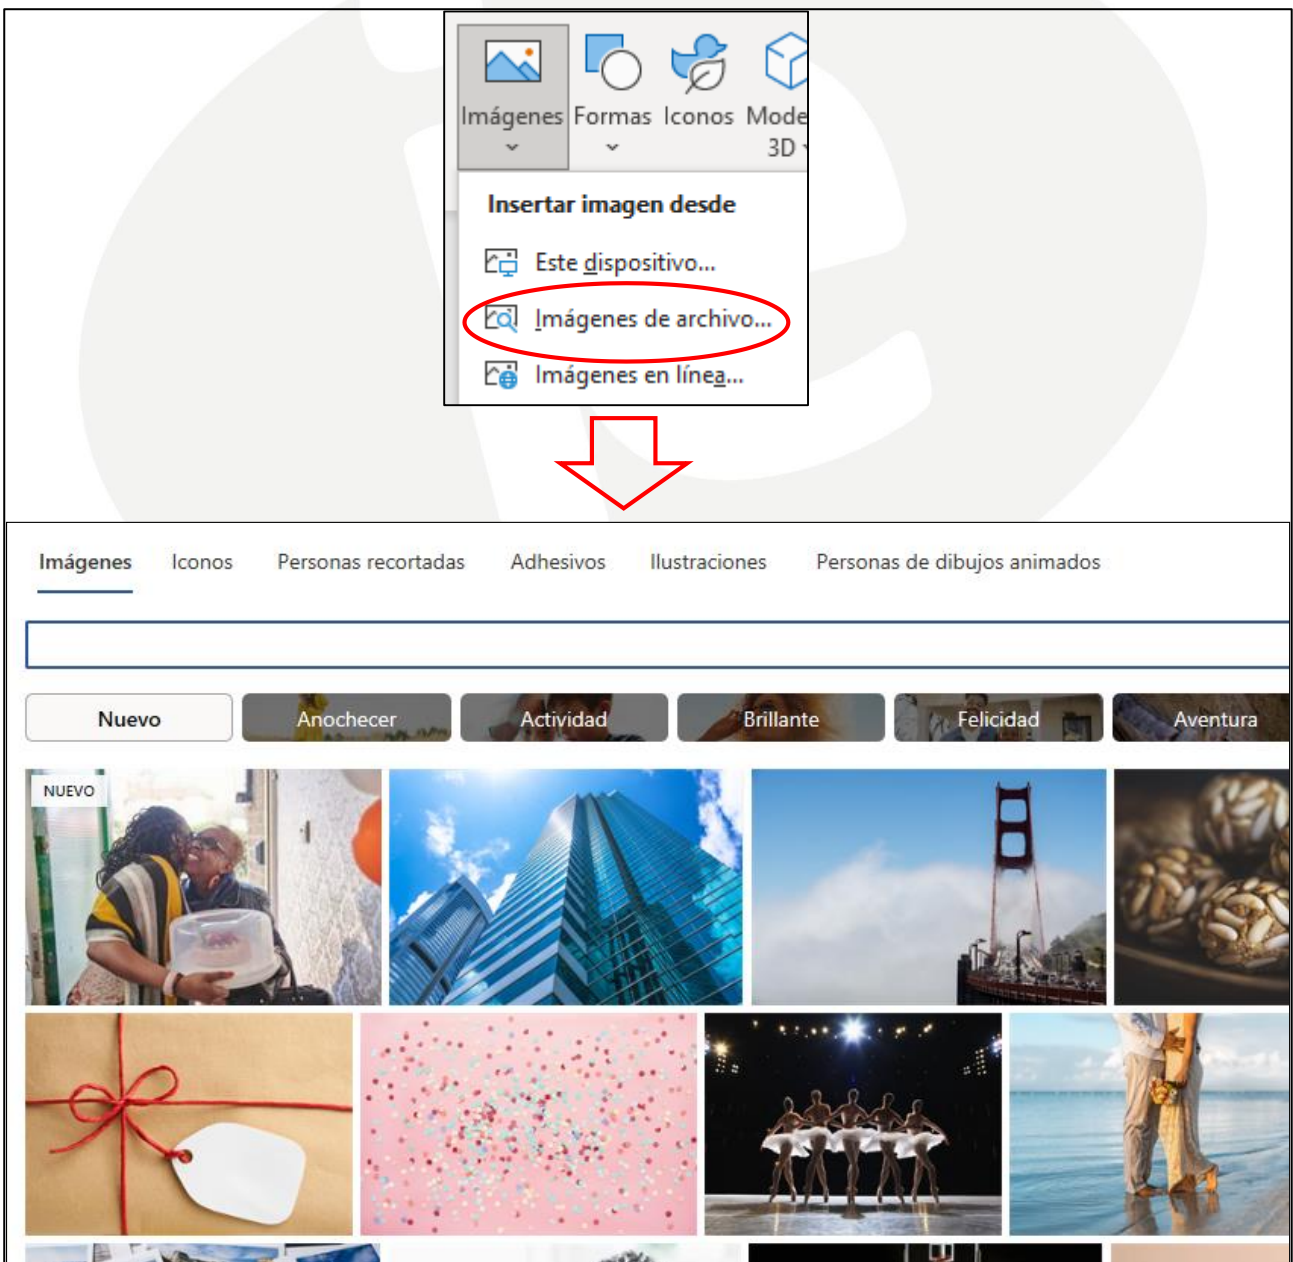 Imágenes Formas Iconos Mode
3D
Insertar imagen desde
Este dispositivo...
Imágenes de archivo...
Imágenes en línea...
Imágenes Iconos Personas recortadas Adhesivos Ilustraciones Personas de dibujos animados
Nuevo Anochecer Actividad Brillante Felicidad Aventura
NUEVO